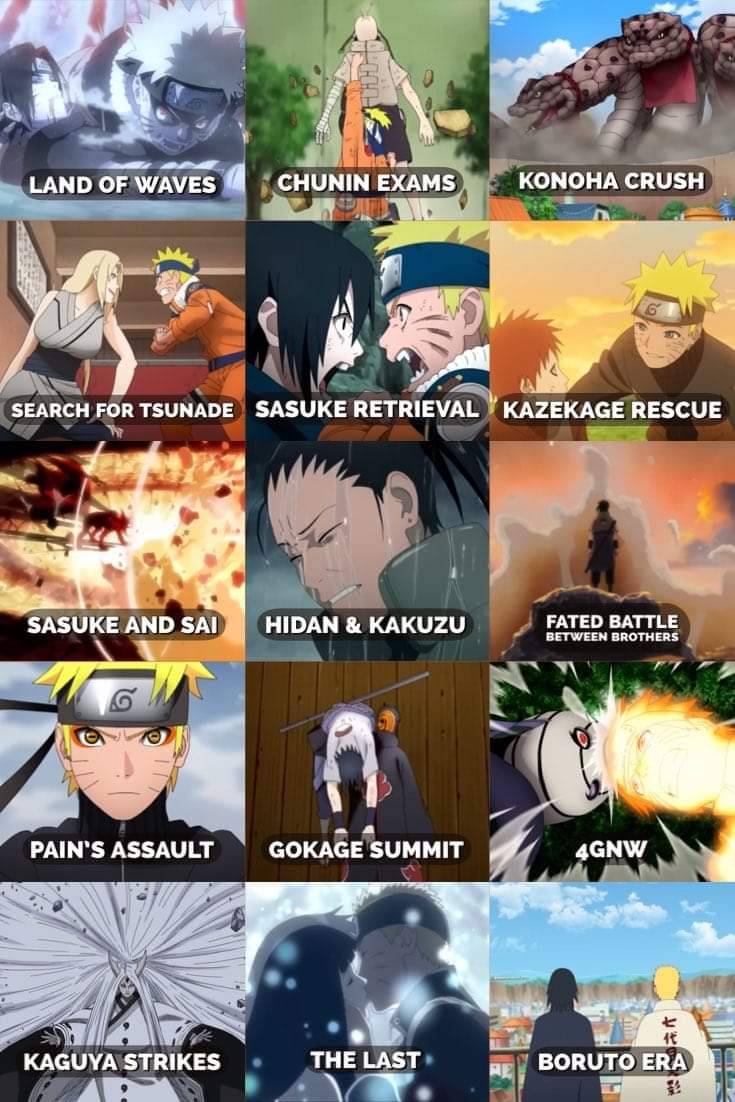 LAND OF WAVES
CHUNIN EXAMS
KONOHA CRUSH
SEARCH FOR TSUNADE
SASUKE RETRIEVAL
KAZEKAGE RESCUE
SASUKE AND SAI
HIDAN & KAKUZU
FATED BATTLE
BETWEEN BROTHERS
PAIN'S ASSAULT
GOKAGE SUMMIT
4GNW
KAGUYA STRIKES
THE LAST
BORUTO ERA
七代目火影